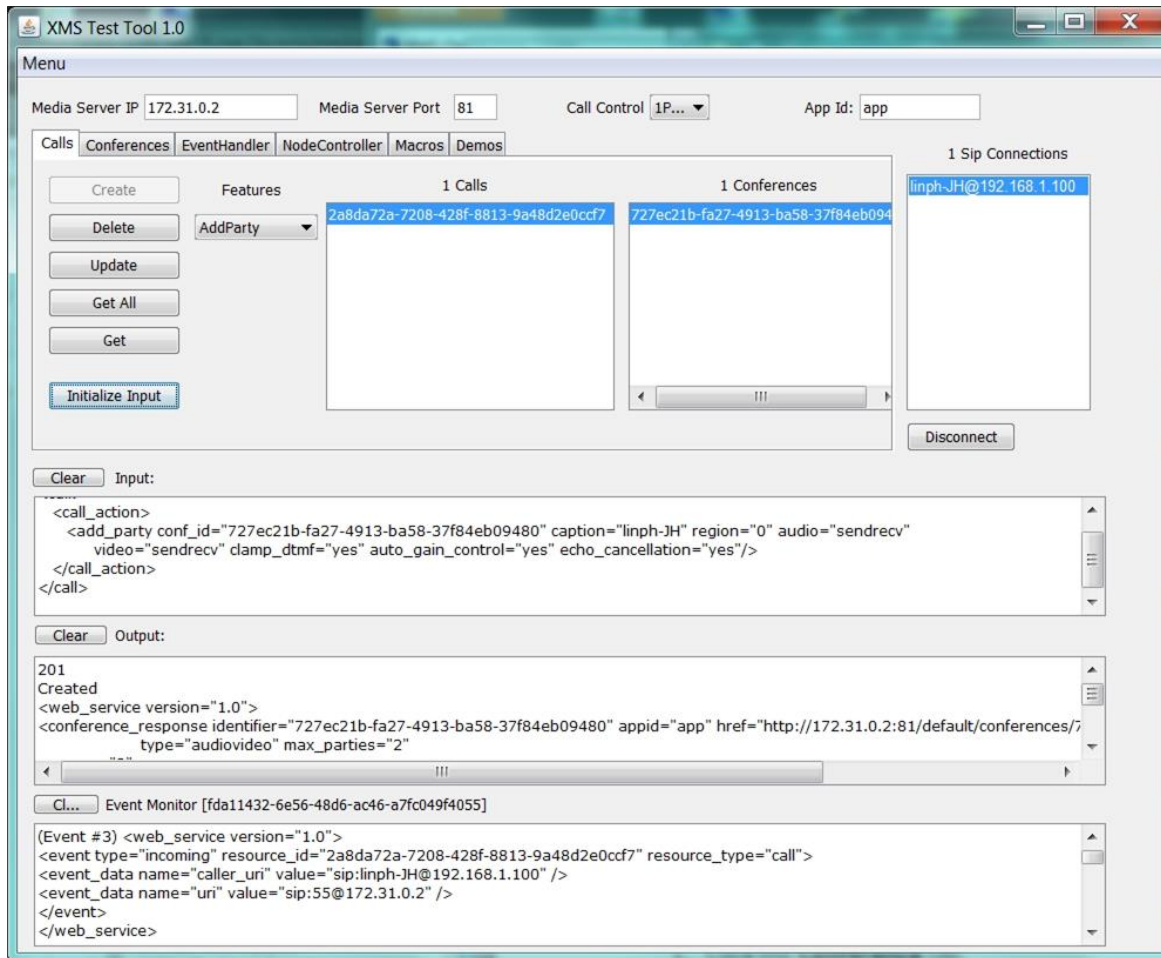 XMS Test Tool 1.0
Menu
Media Server IP 172.31.0.2 Media Server Port 81 Call Control 1P... App Id: app
Calls Conferences EventHandler NodeController Macros Demos
1 Sip Connections
Create Features 1 Calls 1 Conferences
linph-JH@192.168.1.100
2a8da72a-7208-428f-8813-9a48d2e0ccf7 727ec21b-fa27-4913-ba58-37f84eb094
Delete AddParty
Update
Get All
Get
Initialize Input
Disconnect
Clear Input:
<call_action>
<add_party conf_id="727ec21b-fa27-4913-ba58-37f84eb09480" caption="linph-JH" region="0" audio="sendrecv"
video="sendrecv" clamp_dtmf="yes" auto_gain_control="yes" echo_cancellation="yes"/>
</call_action>
</call>
Clear Output:
201
Created
<web_service version="1.0">
<conference_response identifier="727ec21b-fa27-4913-ba58-37f84eb09480" appid="app" href="http://172.31.0.2:81/default/conferences/7
type="audiovideo" max_parties="2"
Cl... Event Monitor [fda11432-6e56-48d6-ac46-a7fc049f4055]
(Event #3) <web_service version="1.0">
<event type="incoming" resource_id="2a8da72a-7208-428f-8813-9a48d2e0ccf7" resource_type="call">
<event_data name="caller_uri" value="sip:linph-JH@192.168.1.100" />
<event_data name="uri" value="sip:55@172.31.0.2" />
</event>
</web_service>